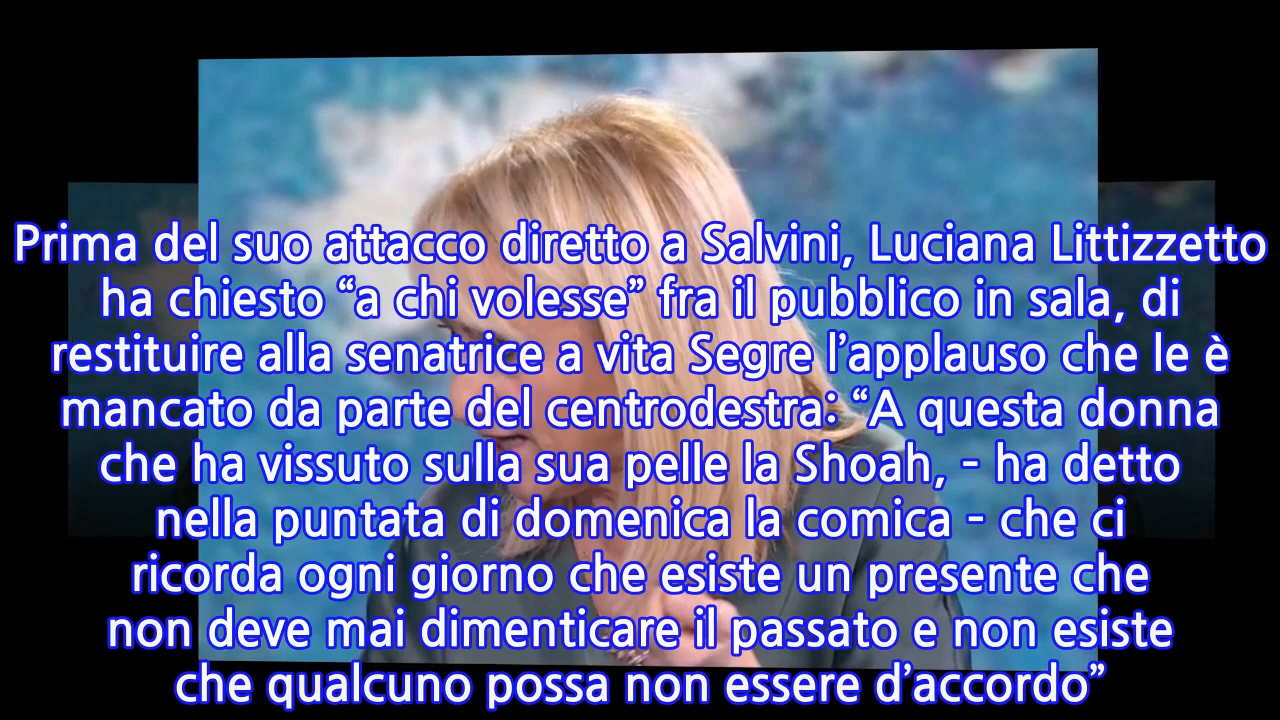 Prima del suo attacco diretto a Salvini, Luciana Littizzetto
ha chiesto “a chi volesse” fra il pubblico in sala, di
restituire alla senatrice a vita Segre l’applauso che le è
mancato da parte del centrodestra: “A questa donna
che ha vissuto sulla sua pelle la Shoah, - ha detto
nella puntata di domenica la comica - che ci
ricorda ogni giorno che esiste un presente che
non deve mai dimenticare il passato e non esiste
che qualcuno possa non essere d’accordo”